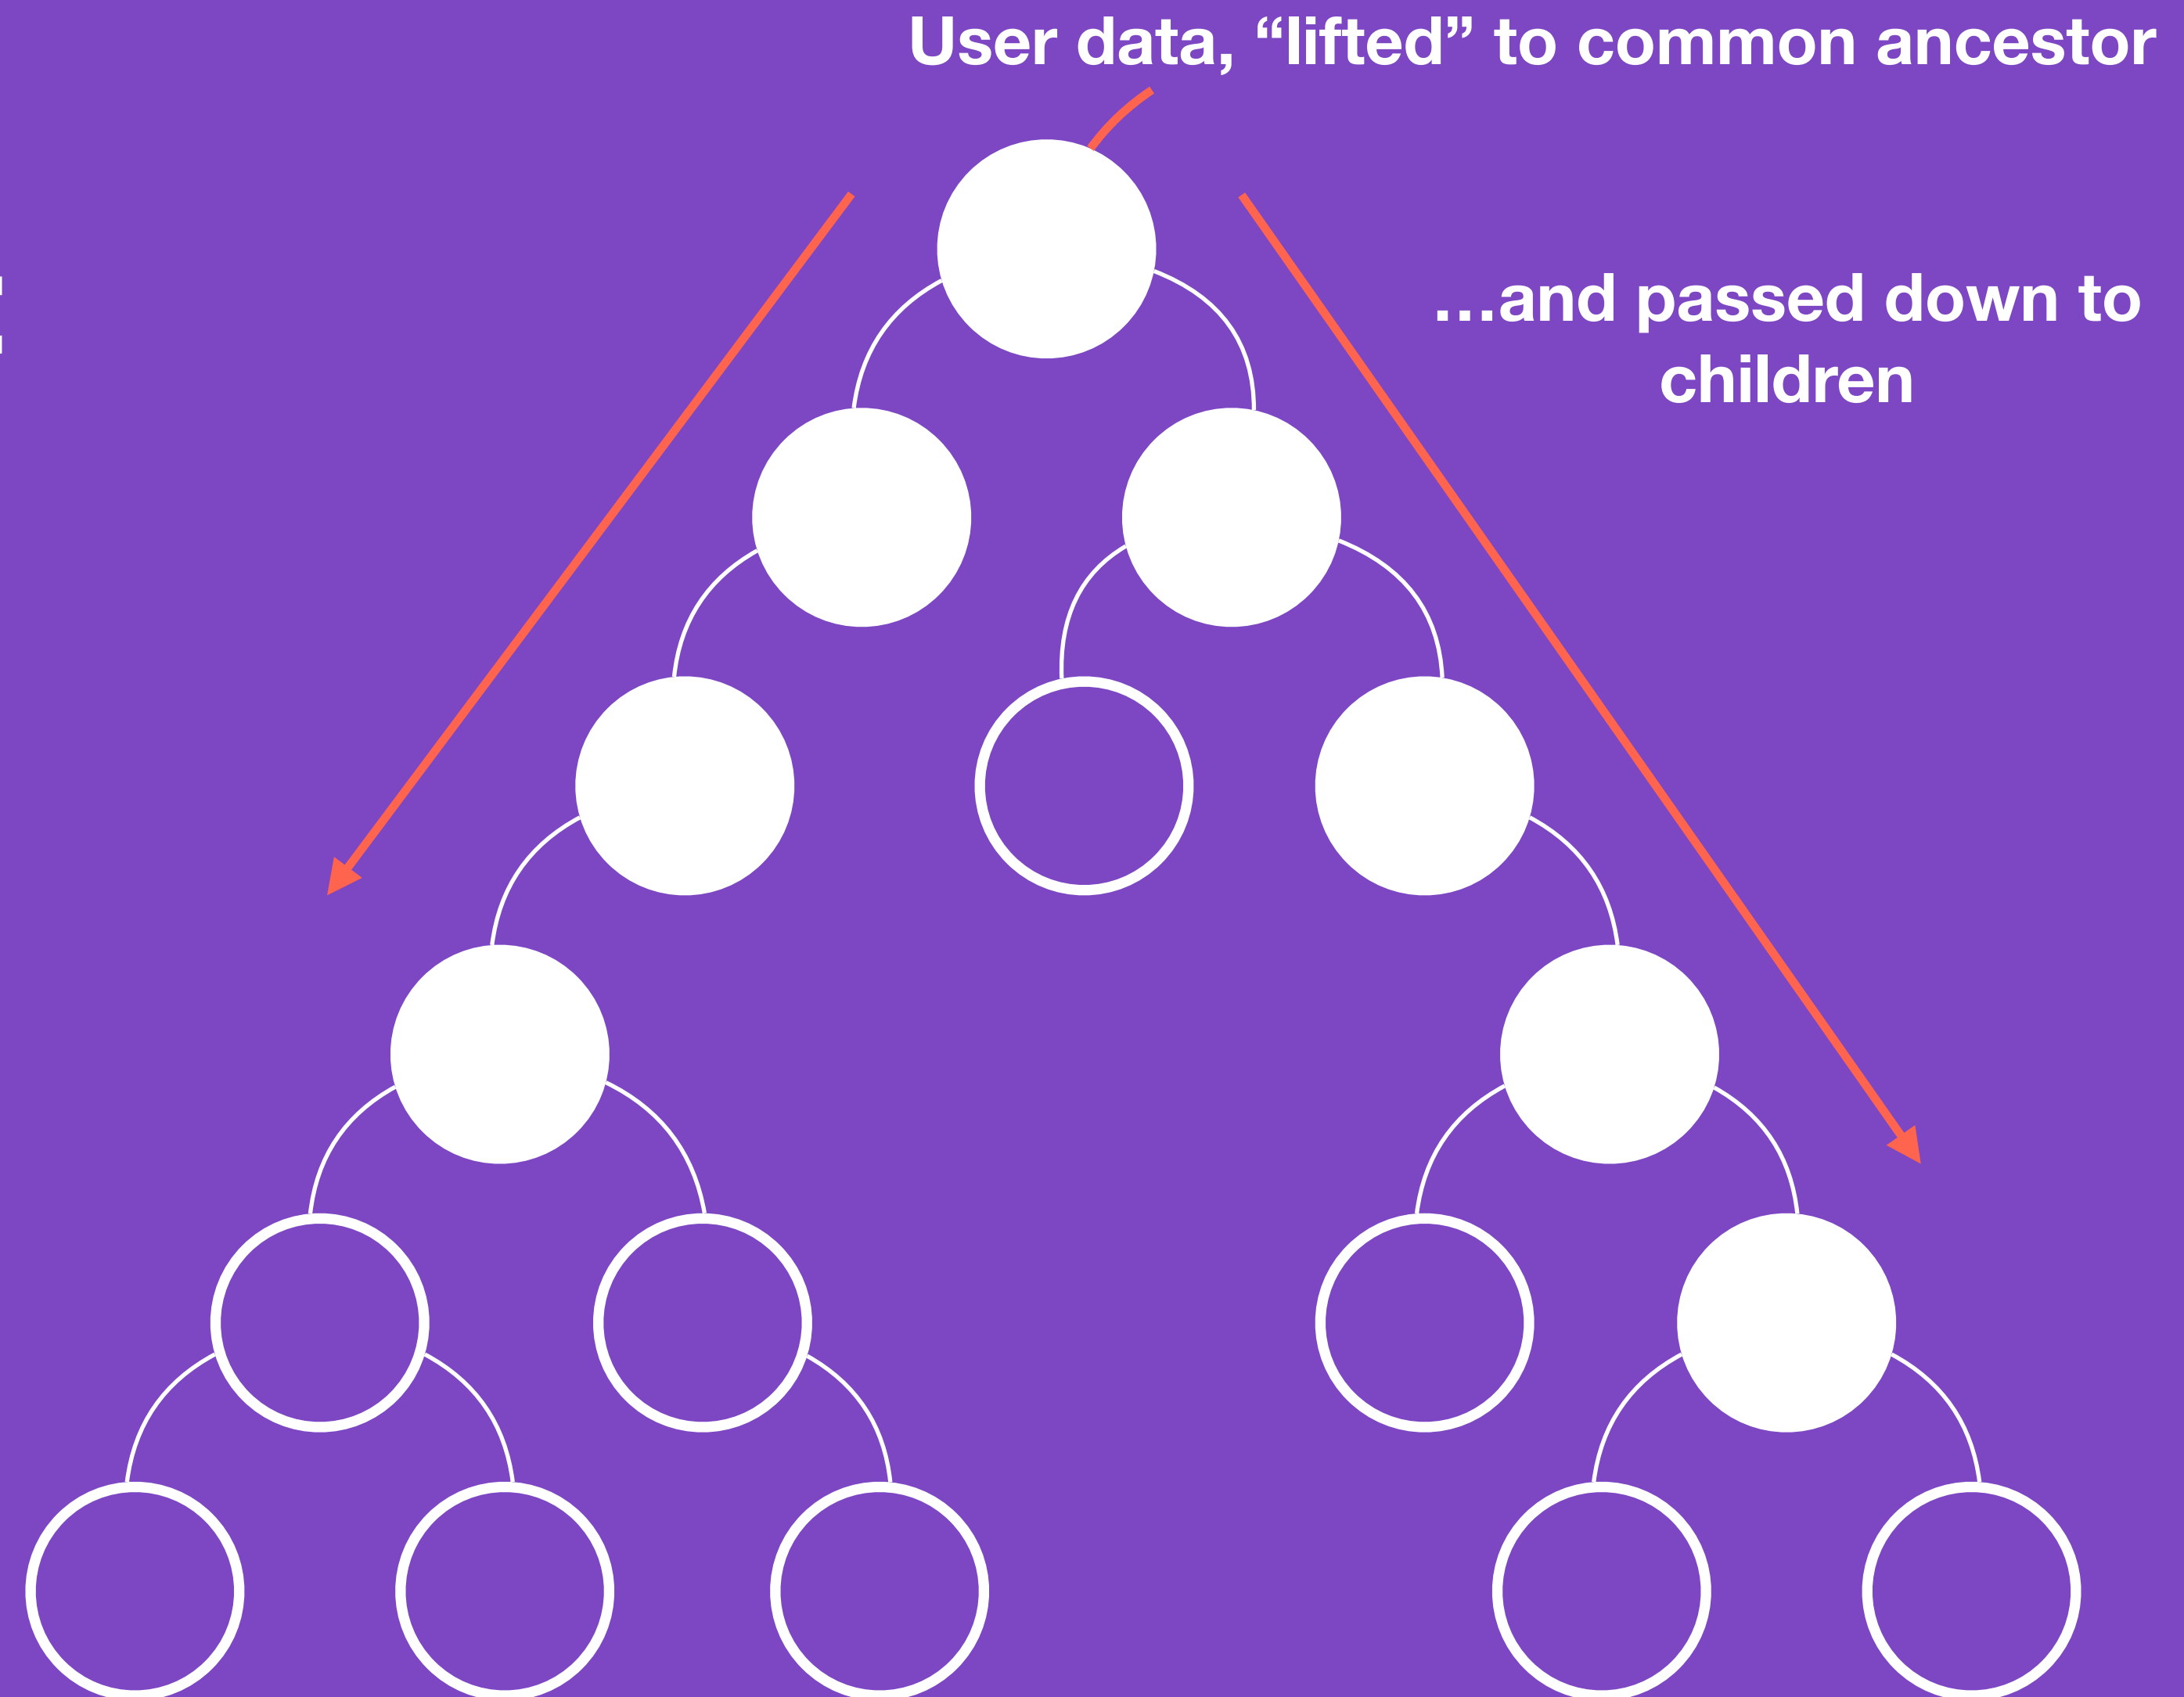 User data, “lifted” to common ancestor
...and passed down to
children